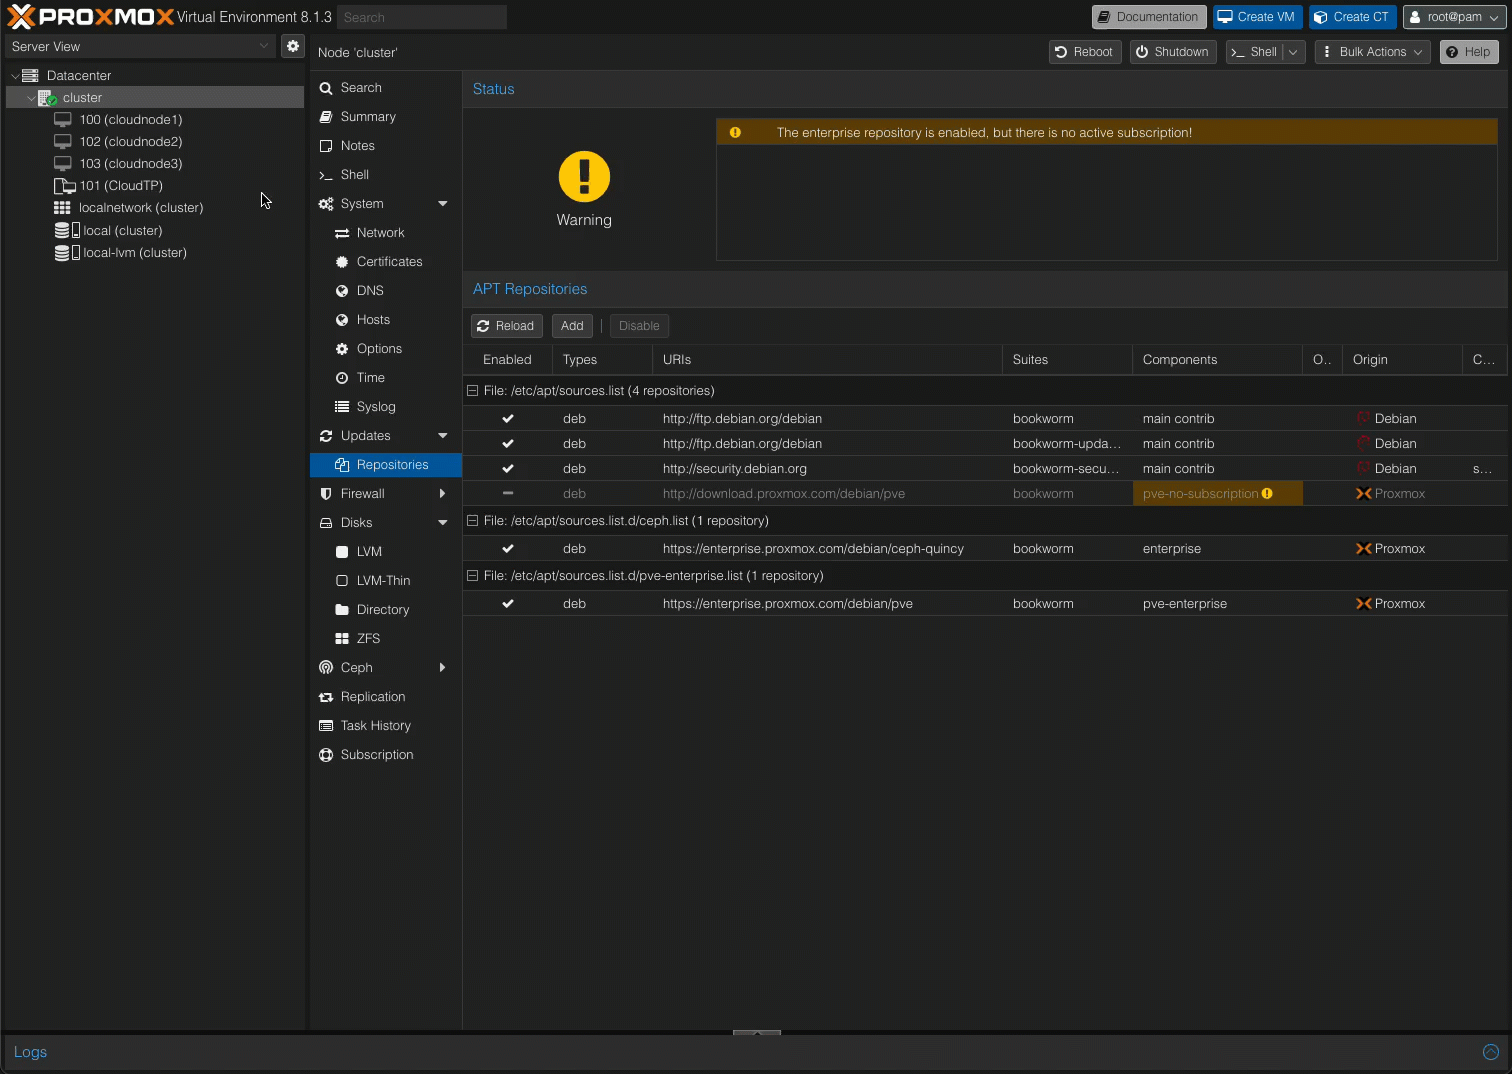 PROXMOX Virtual Environment 8.1.3 Search Documentation Create VM Create CT root@pam
Server View
Node 'cluster' Reboot Shutdown Shell Bulk Actions Help
Datacenter
cluster
100 (cloudnode1)
102 (cloudnode2)
103 (cloudnode3)
101 (CloudTP)
localnetwork (cluster)
local (cluster)
local-lvm (cluster)
Search
Summary
Notes
Shell
System
Network
Certificates
DNS
Hosts
Options
Time
Syslog
Updates
Repositories
Firewall
Disks
LVM
LVM-Thin
Directory
ZFS
Ceph
Replication
Task History
Subscription
Status
Warning
The enterprise repository is enabled, but there is no active subscription!
APT Repositories
Reload Add Disable
Enabled Types URIs Suites Components O.. Origin C...
File: /etc/apt/sources.list (4 repositories)
deb http://ftp.debian.org/debian bookworm main contrib Debian
deb http://ftp.debian.org/debian bookworm-upda... main contrib Debian
deb http://security.debian.org bookworm-secu... main contrib Debian s...
deb http://download.proxmox.com/debian/pve bookworm pve-no-subscription Proxmox
File: /etc/apt/sources.list.d/ceph.list (1 repository)
deb https://enterprise.proxmox.com/debian/ceph-quincy bookworm enterprise Proxmox
File: /etc/apt/sources.list.d/pve-enterprise.list (1 repository)
deb https://enterprise.proxmox.com/debian/pve bookworm pve-enterprise Proxmox
Logs